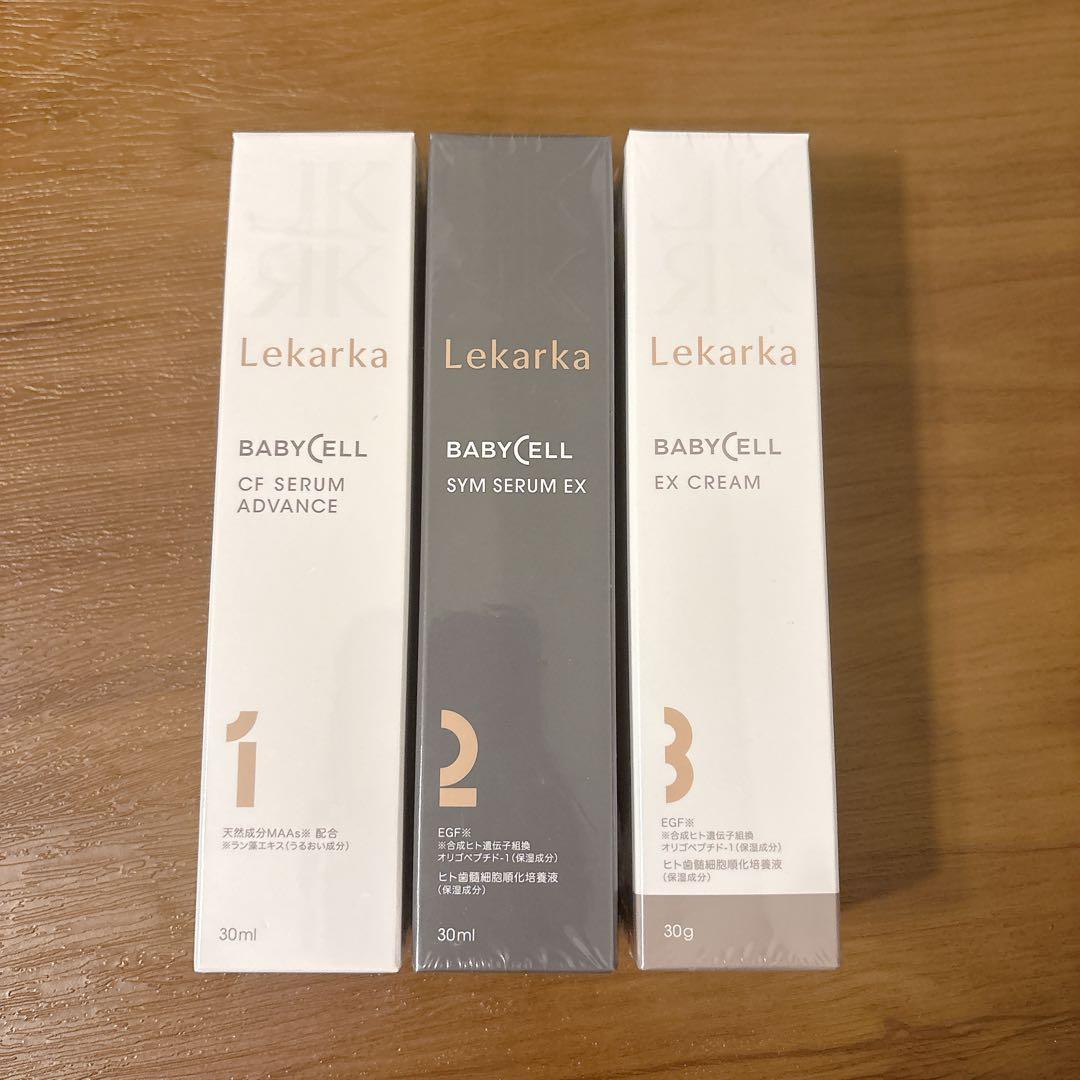 Lekarka
BABYCELL
CF SERUM
ADVANCE
1
天然成分MAAs※ 配合
※ラン藻エキス(うるおい成分)
30ml
Lekarka
BABYCELL
SYM SERUM EX
2
EGF※
※合成ヒト遺伝子組換
オリゴペプチド-1(保湿成分)
ヒト歯髄細胞順化培養液
(保湿成分)
30ml
Lekarka
BABYCELL
EX CREAM
3
EGF※
※合成ヒト遺伝子組換
オリゴペプチド-1(保湿成分)
ヒト歯髄細胞順化培養液
(保湿成分)
30g